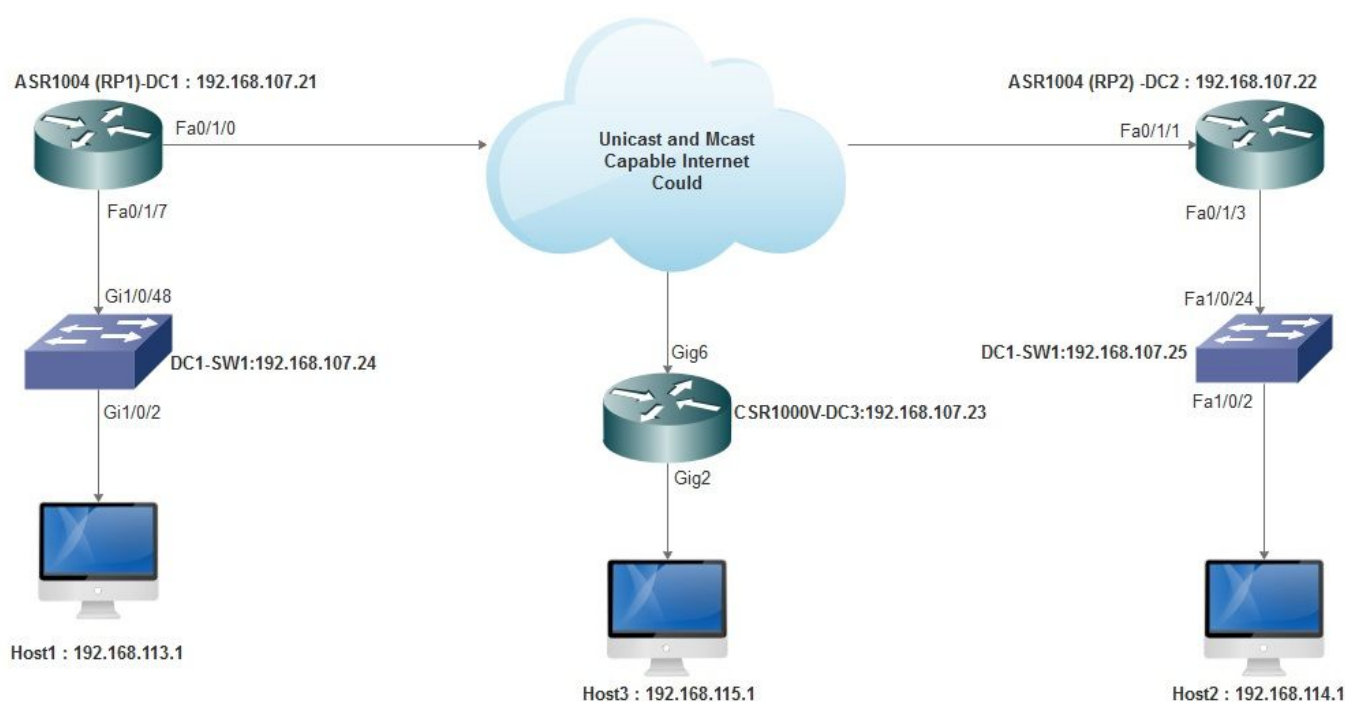 ASR1004 (RP1)-DC1 : 192.168.107.21
ASR1004 (RP2) -DC2 : 192.168.107.22
Fa0/1/0
Unicast and Mcast
Capable Internet
Could
Fa0/1/1
Fa0/1/7
Fa0/1/3
Gi1/0/48
Fa1/0/24
DC1-SW1:192.168.107.24
Gig6
DC1-SW1:192.168.107.25
Gi1/0/2
CSR1000V-DC3:192.168.107.23
Fa1/0/2
Gig2
Host1 : 192.168.113.1
Host3 : 192.168.115.1
Host2 : 192.168.114.1